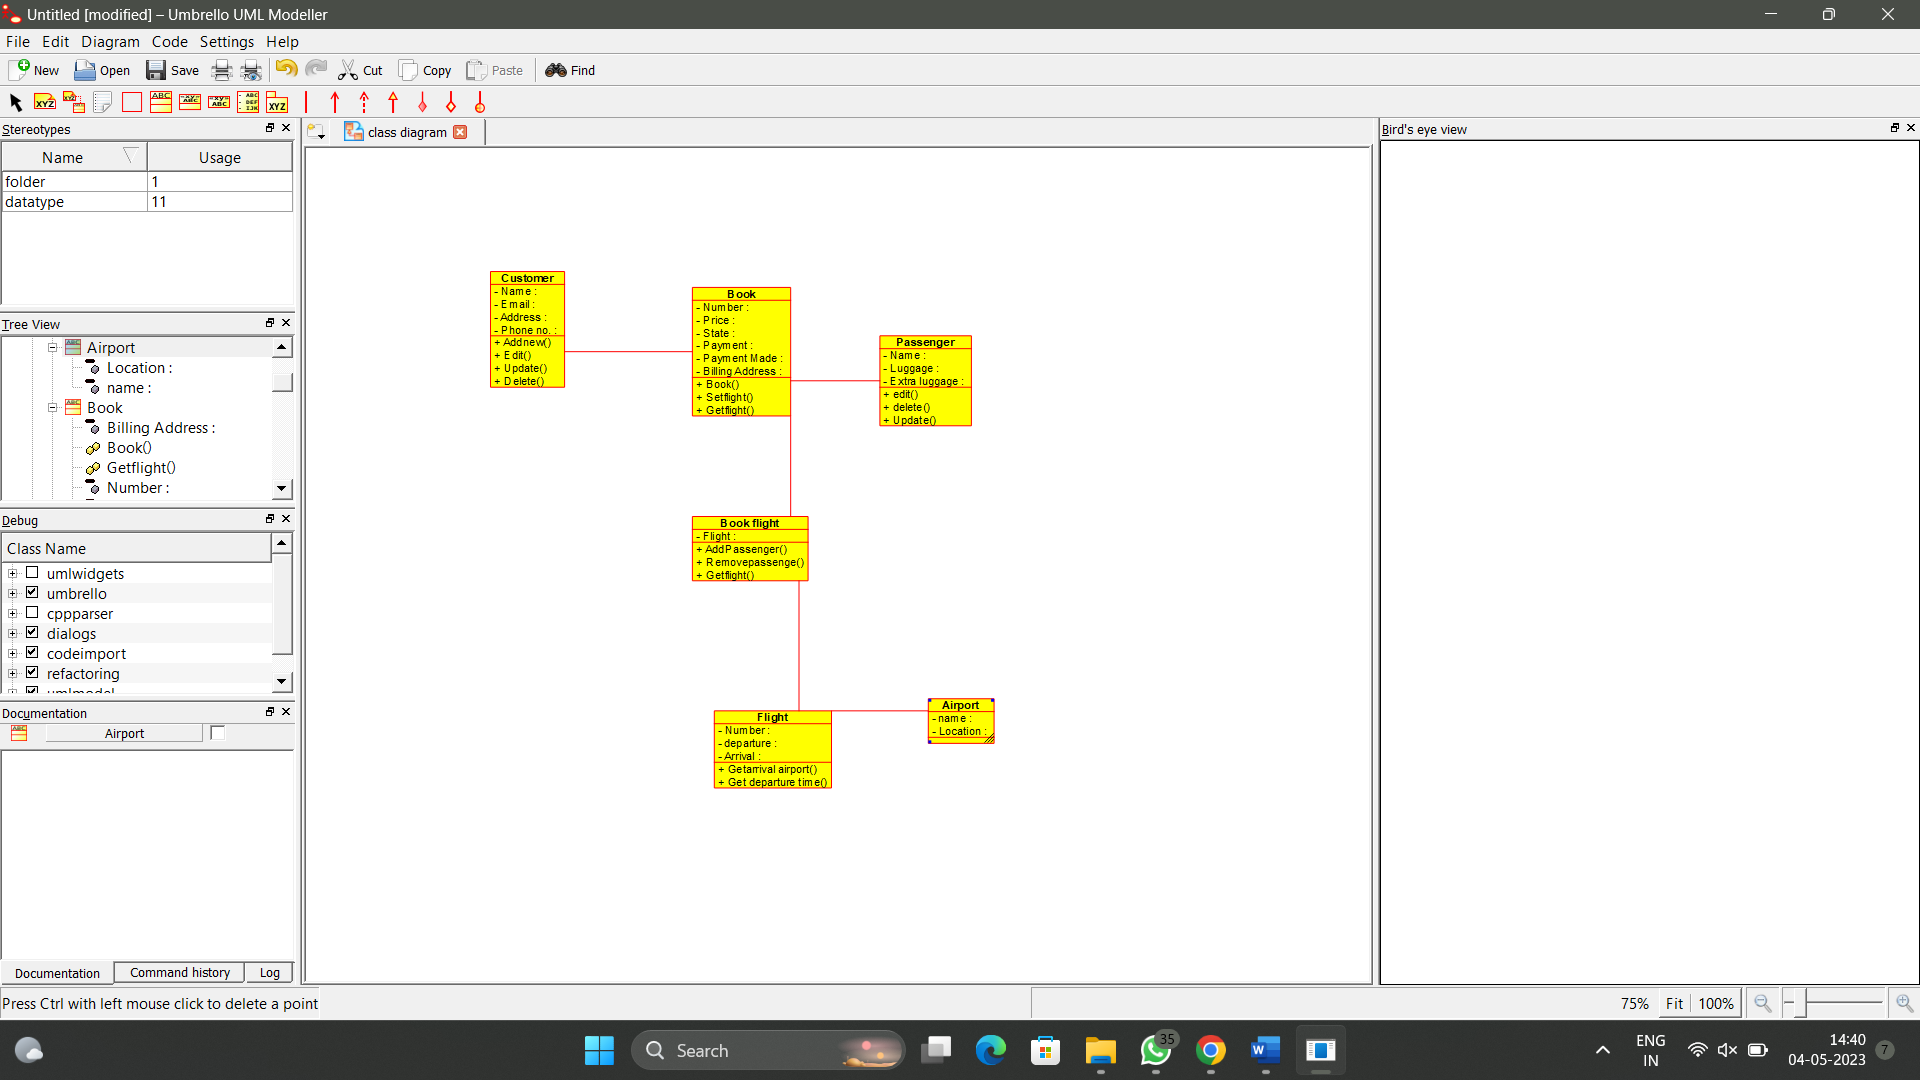 Untitled [modified] – Umbrello UML Modeller
File Edit Diagram Code Settings Help
New Open Save Cut Copy Paste Find
Stereotypes
Name Usage
folder 1
datatype 11
Tree View
Airport
Location :
name :
Book
Billing Address :
Book()
Getflight()
Number :
Debug
Class Name
umlwidgets
umbrello
cppparser
dialogs
codeimport
refactoring
umlmodel
Documentation
Airport
Documentation Command history Log
Press Ctrl with left mouse click to delete a point
class diagram
Customer
- Name :
- Email :
- Address :
- Phone no. :
+ Addnew()
+ Edit()
+ Update()
+ Delete()
Book
- Number :
- Price :
- State :
- Payment :
- Payment Made :
- Billing Address :
+ Book()
+ Setflight()
+ Getflight()
Passenger
- Name :
- Luggage :
- Extra luggage :
+ edit()
+ delete()
+ Update()
Book flight
- Flight :
+ AddPassenger()
+ Removepassenge()
+ Getflight()
Flight
- Number :
- departure :
- Arrival :
+ Getarrival airport()
+ Get departure time()
Airport
- name :
- Location :
Bird's eye view
75% Fit 100%
Search
35
ENG
IN
14:40
04-05-2023
7